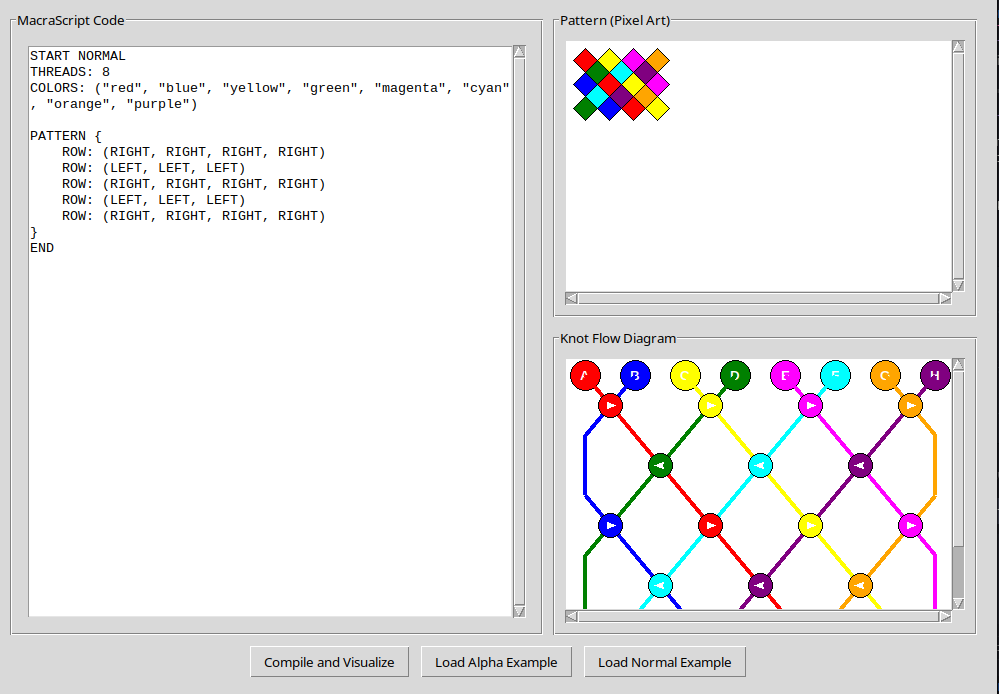 MacraScript Code
START NORMAL
THREADS: 8
COLORS: ("red", "blue", "yellow", "green", "magenta", "cyan"
, "orange", "purple")
PATTERN {
ROW: (RIGHT, RIGHT, RIGHT, RIGHT)
ROW: (LEFT, LEFT, LEFT)
ROW: (RIGHT, RIGHT, RIGHT, RIGHT)
ROW: (LEFT, LEFT, LEFT)
ROW: (RIGHT, RIGHT, RIGHT, RIGHT)
}
END
Pattern (Pixel Art)
Knot Flow Diagram
A B C D E F G H
Compile and Visualize Load Alpha Example Load Normal Example